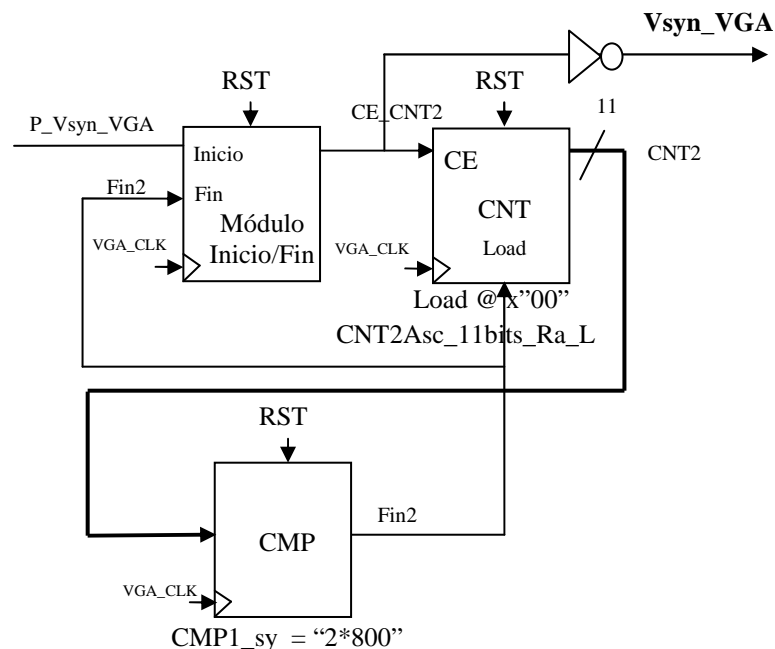 Vsyn_VGA
RST
RST
11
P_Vsyn_VGA
CE_CNT2
CNT2
Inicio
CE
Fin2
Fin
CNT
Módulo
Inicio/Fin
Load
VGA_CLK
VGA_CLK
Load @ x”00”
CNT2Asc_11bits_Ra_L
RST
Fin2
CMP
VGA_CLK
CMP1_sy = “2*800”